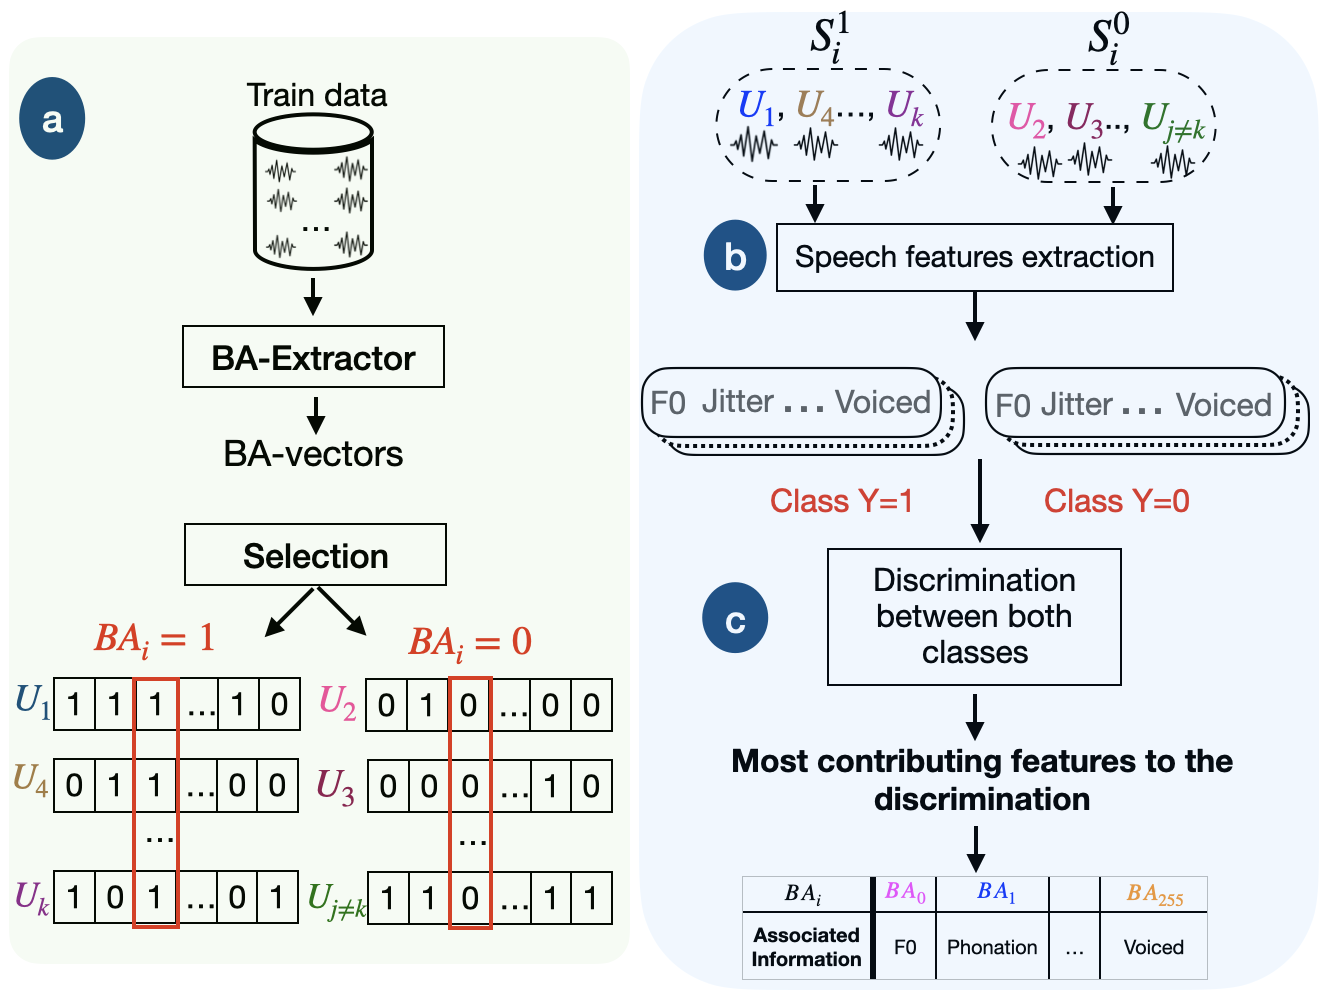 a
Train data
...
BA-Extractor
BA-vectors
Selection
BA_i = 1
BA_i = 0
U_1 1 1 1 ... 1 0
U_2 0 1 0 ... 0 0
U_4 0 1 1 ... 0 0
U_3 0 0 0 ... 1 0
...
...
U_k 1 0 1 ... 0 1
U_{j≠k} 1 1 0 ... 1 1
S_i^1
S_i^0
U_1, U_4..., U_k
U_2, U_3.., U_{j≠k}
b
Speech features extraction
F0 Jitter ... Voiced
F0 Jitter ... Voiced
Class Y=1
Class Y=0
c
Discrimination
between both
classes
Most contributing features to the
discrimination
BA_i BA_0 BA_1 BA_255
Associated
Information F0 Phonation ... Voiced